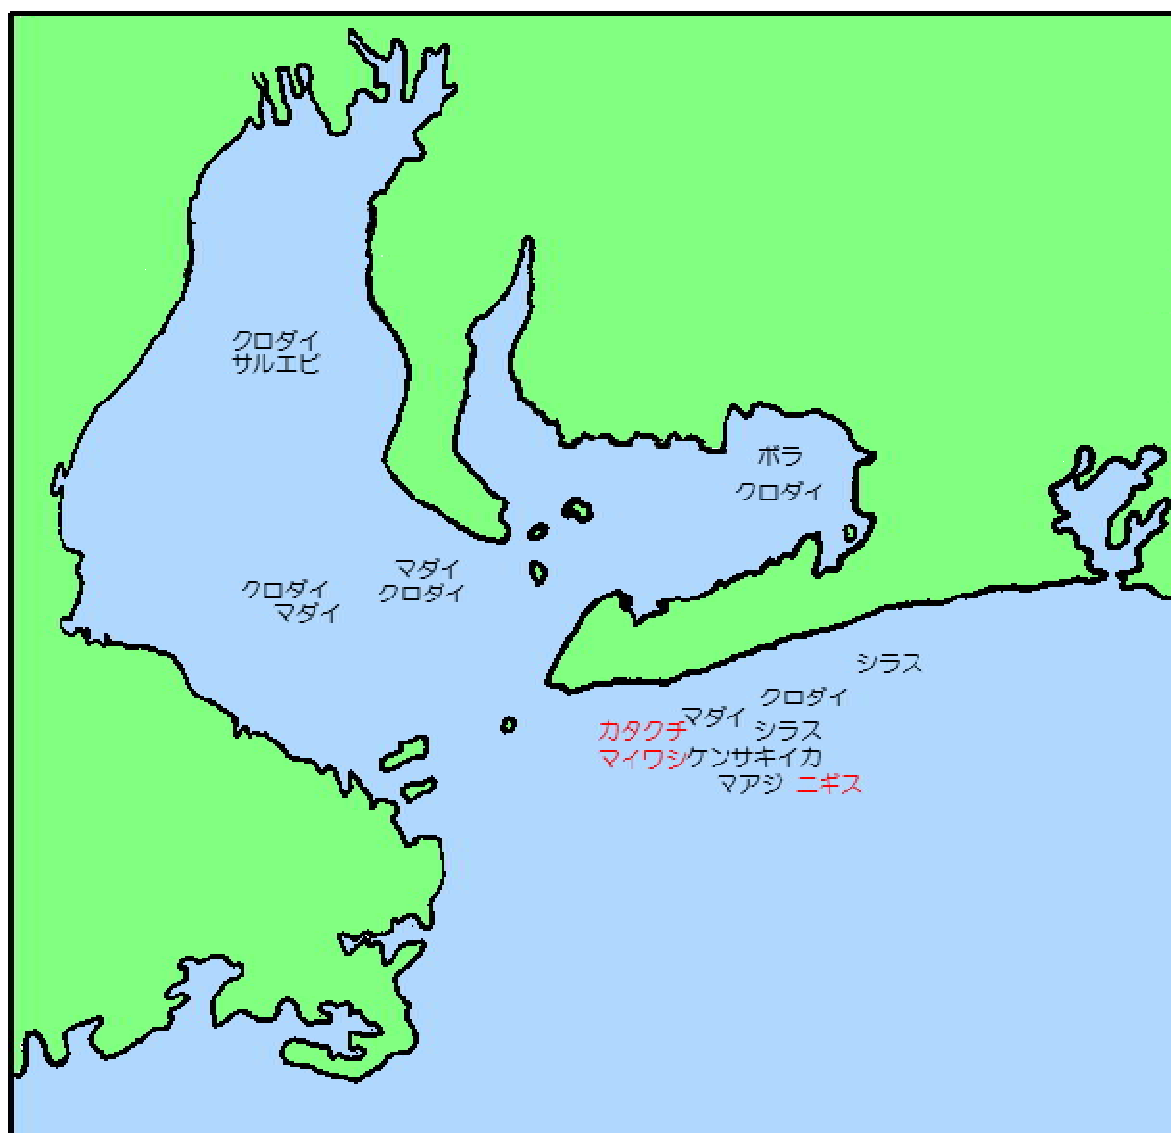 クロダイ
サルエビ
ボラ
クロダイ
マダイ
クロダイ
クロダイ
マダイ
シラス
クロダイ
マダイ
カタクチ
シラス
マイワシ
ケンサキイカ
マアジ
ニギス